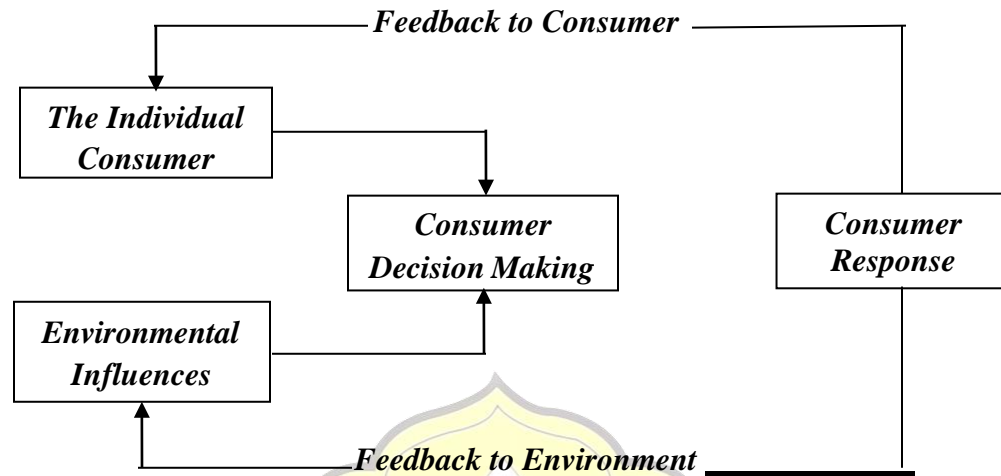 Feedback to Consumer
The Individual
Consumer
Consumer
Decision Making
Consumer
Response
Environmental
Influences
Feedback to Environment